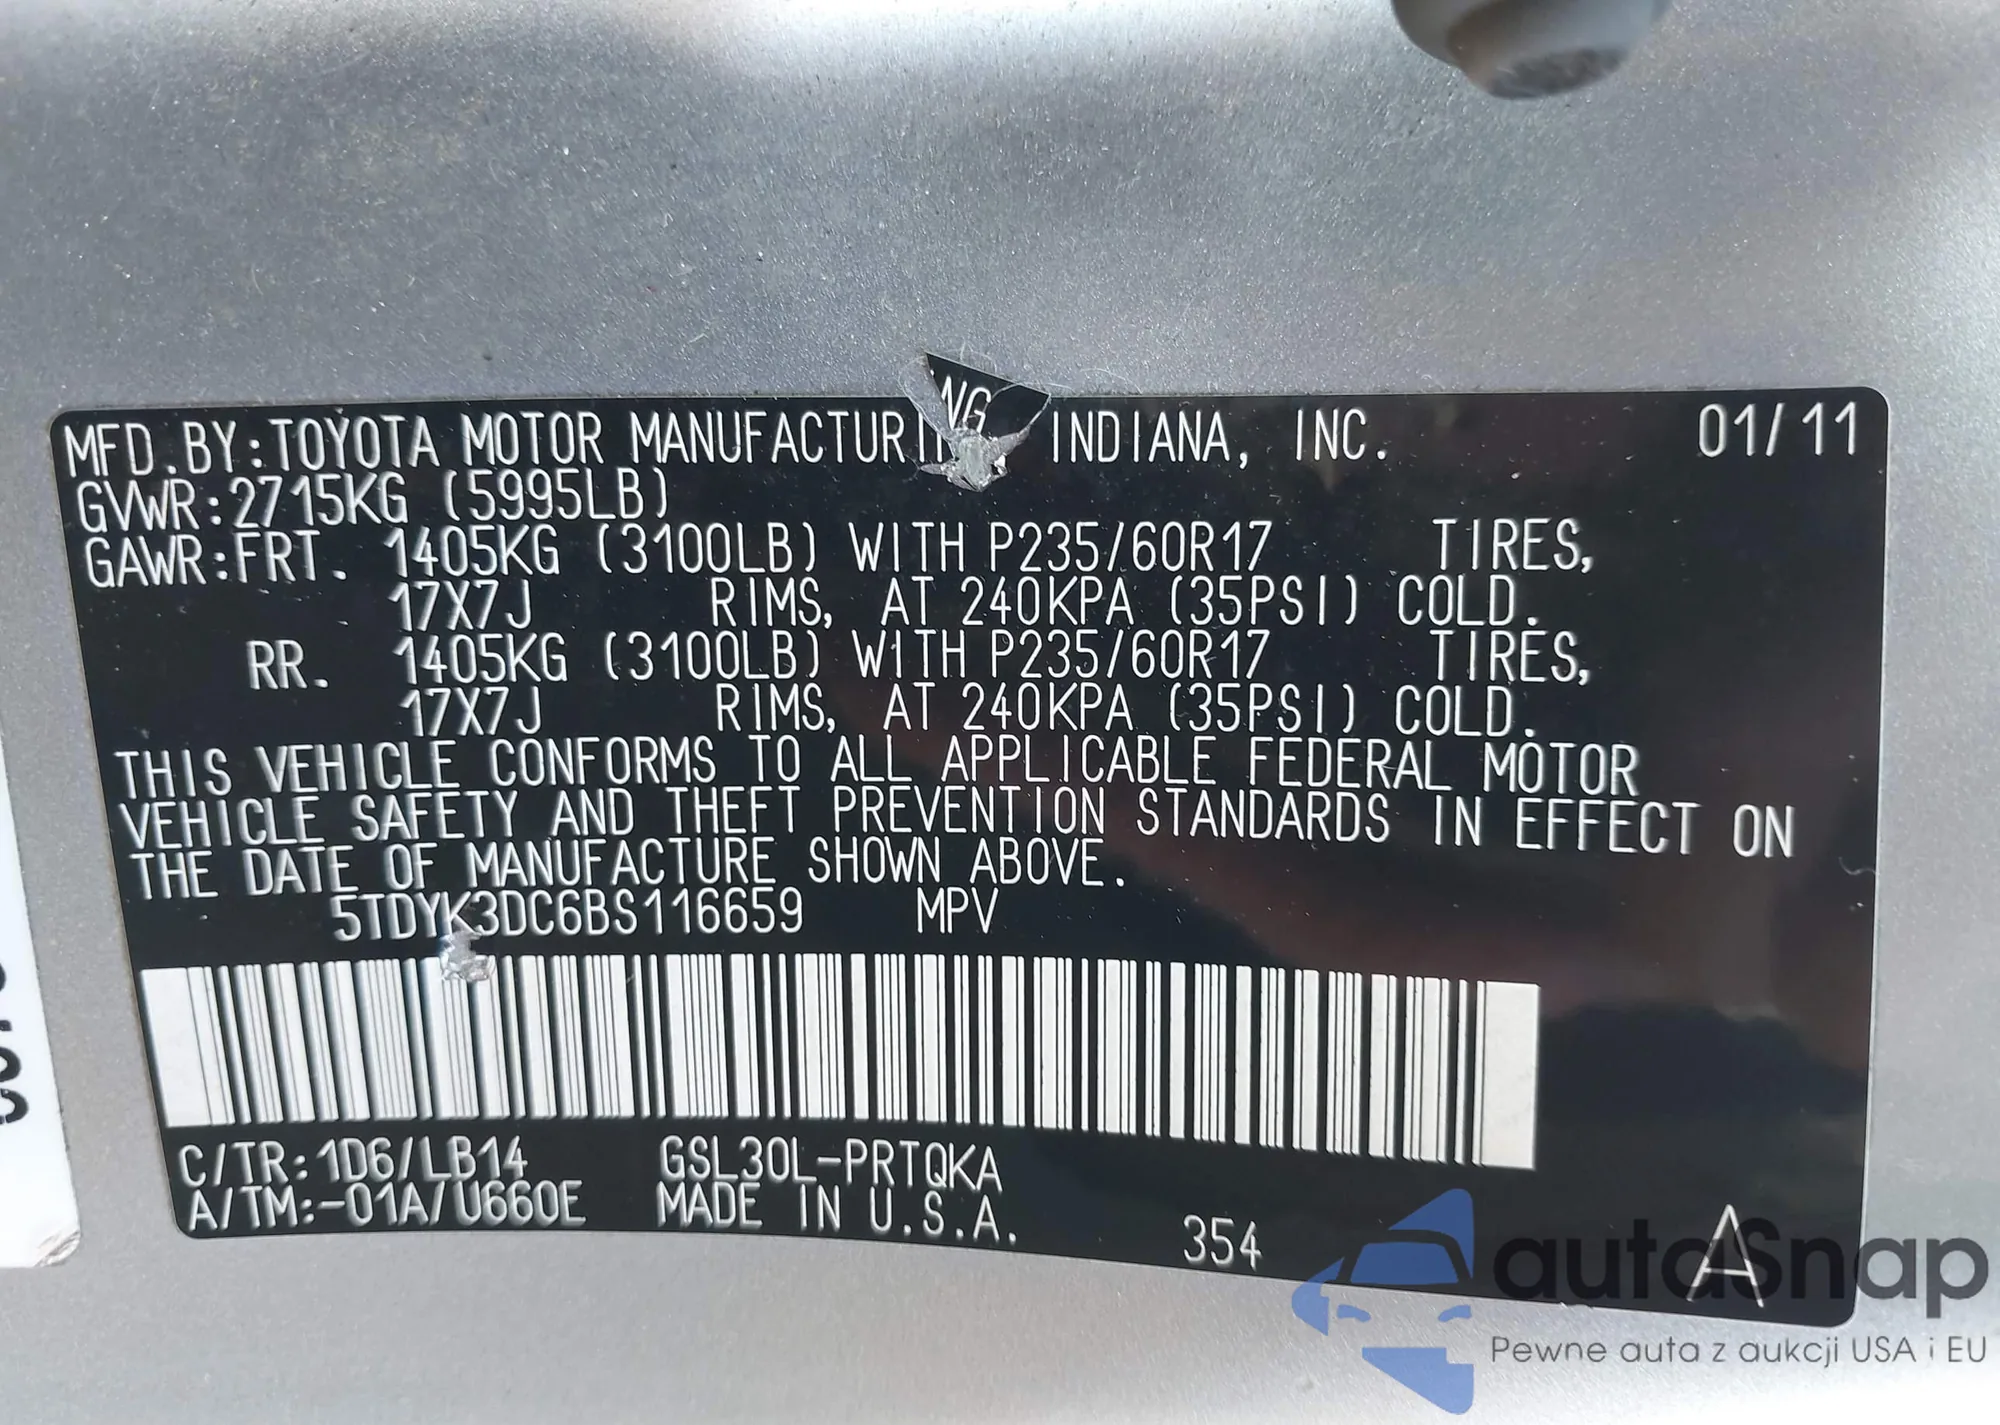 MFD.BY:TOYOTA MOTOR MANUFACTURING INDIANA, INC. 01/11
GVWR:2715KG (5995LB)
GAWR:FRT. 1405KG (3100LB) WITH P235/60R17 TIRES,
17X7J RIMS, AT 240KPA (35PSI) COLD.
RR. 1405KG (3100LB) WITH P235/60R17 TIRES,
17X7J RIMS, AT 240KPA (35PSI) COLD.
THIS VEHICLE CONFORMS TO ALL APPLICABLE FEDERAL MOTOR
VEHICLE SAFETY AND THEFT PREVENTION STANDARDS IN EFFECT ON
THE DATE OF MANUFACTURE SHOWN ABOVE.
5TDYK3DC6BS116659 MPV
C/TR:1D6/LB14 GSL30L-PRTQKA
A/TM:-01A/U660E MADE IN U.S.A. 354 A
autoSnap
Pewne auta z aukcji USA i EU